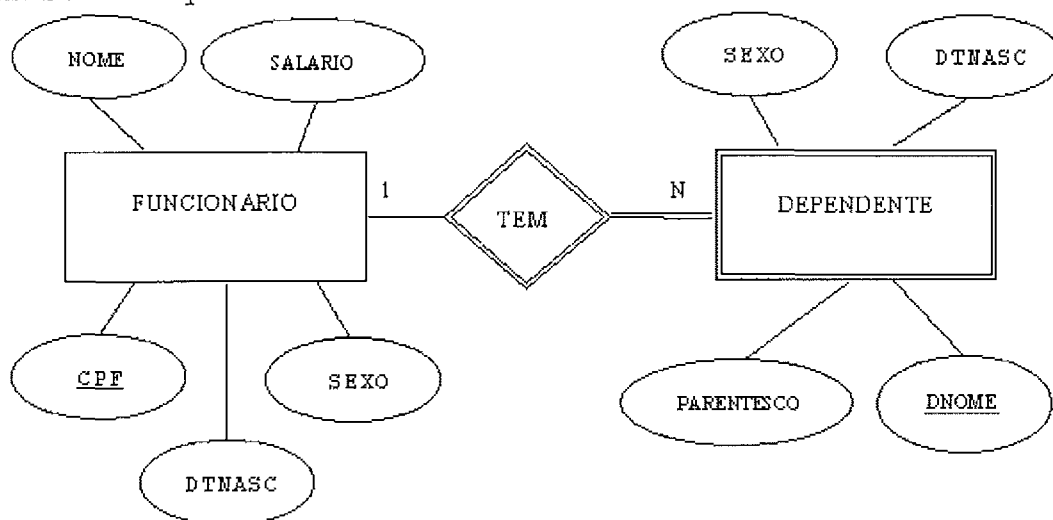 NOME
SALARIO
SEXO
DTNASC
FUNCIONARIO
1
TEM
N
DEPENDENTE
CPF
SEXO
PARENTESCO
DNOME
DTNASC